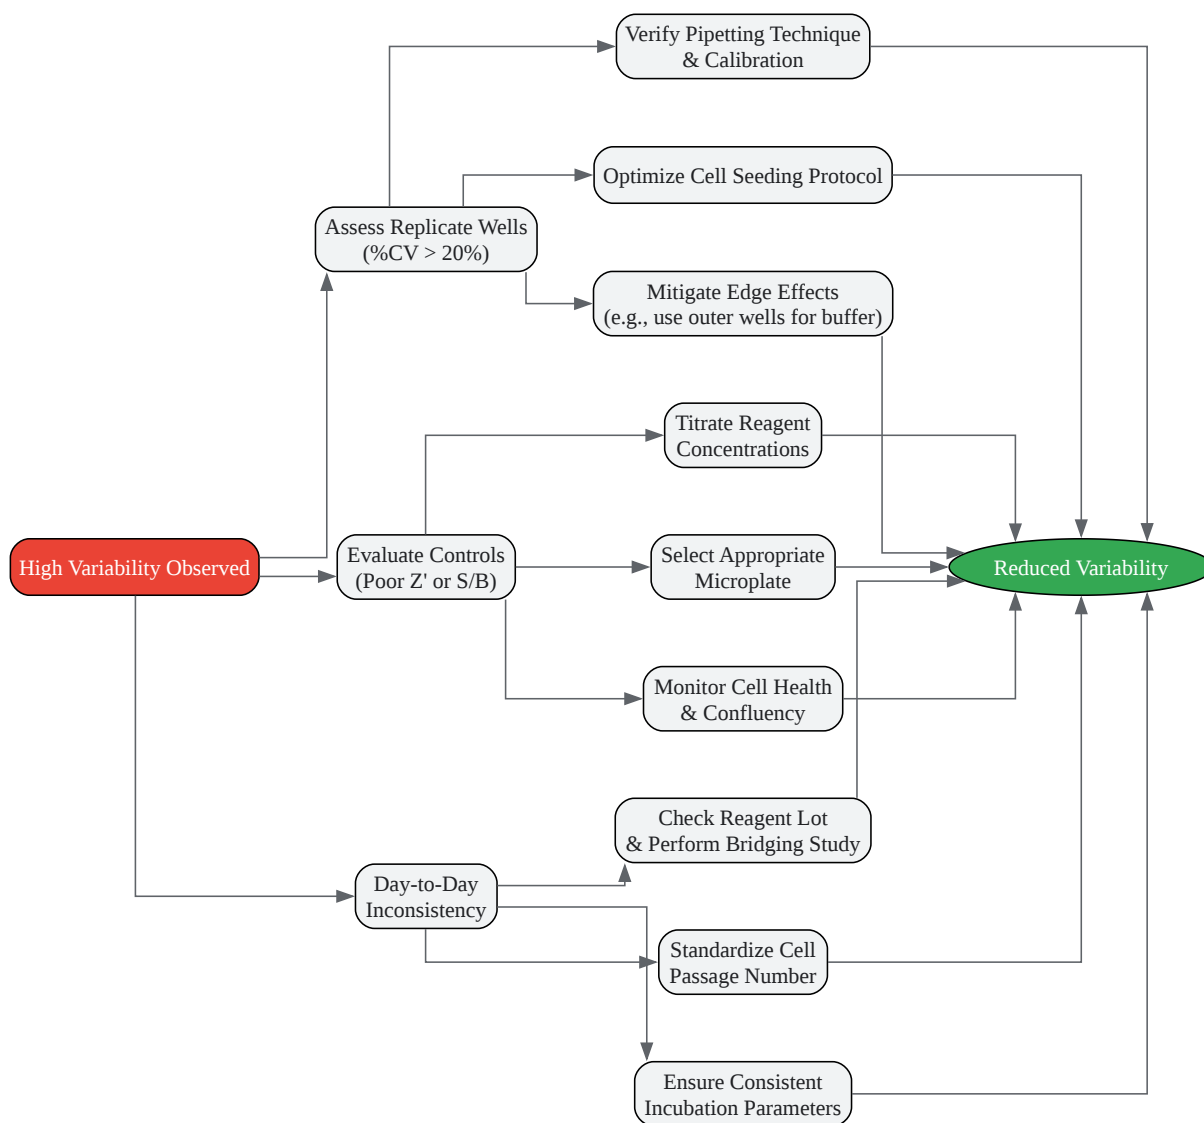 Verify Pipetting Technique
& Calibration
Optimize Cell Seeding Protocol
Assess Replicate Wells
(%CV > 20%)
Mitigate Edge Effects
(e.g., use outer wells for buffer)
Titrate Reagent
Concentrations
High Variability Observed
Evaluate Controls
(Poor Z' or S/B)
Select Appropriate
Microplate
Reduced Variability
Monitor Cell Health
& Confluency
Check Reagent Lot
& Perform Bridging Study
Day-to-Day
Inconsistency
Standardize Cell
Passage Number
Ensure Consistent
Incubation Parameters